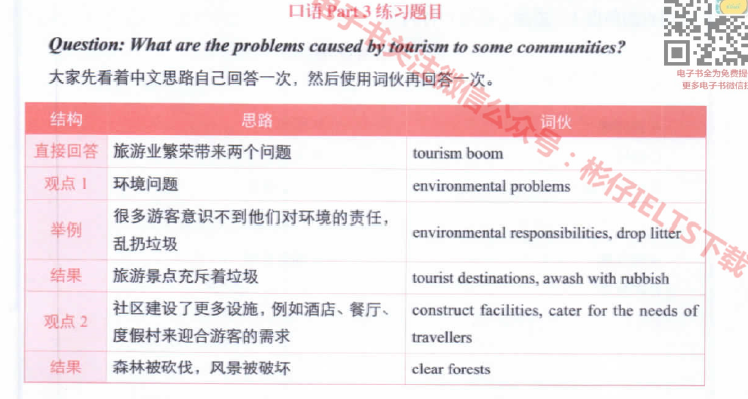 口语 Part 3 练习题目
Question: What are the problems caused by tourism to some communities?
大家先看着中文思路自己回答一次，然后使用词伙再回答一次。
结构 思路 词伙
直接回答 旅游业繁荣带来两个问题 tourism boom
观点 1 环境问题 environmental problems
举例 很多游客意识不到他们对环境的责任，乱扔垃圾 environmental responsibilities, drop litter
结果 旅游景点充斥着垃圾 tourist destinations, awash with rubbish
观点 2 社区建设了更多设施，例如酒店、餐厅、度假村来迎合游客的需求 construct facilities, cater for the needs of travellers
结果 森林被砍伐，风景被破坏 clear forests
电子书关注微信公众号：彬仔IELTS下载
电子书全为免费提
更多电子书微信扫